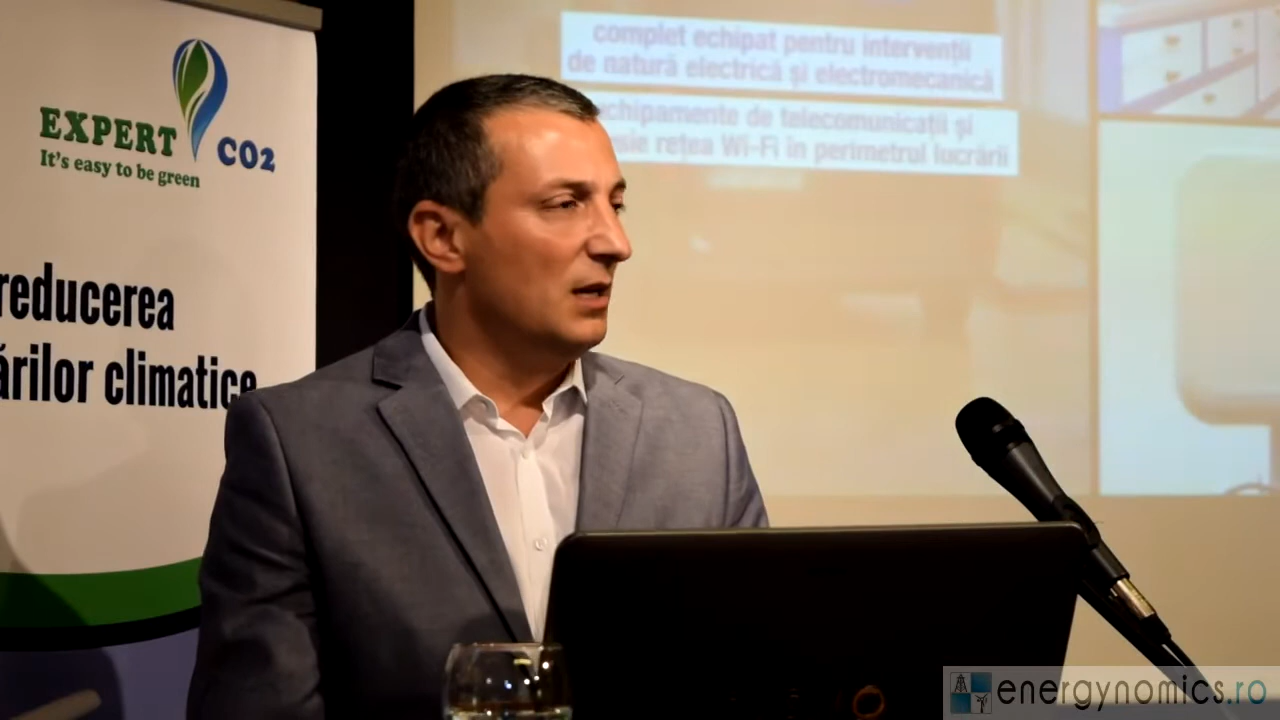 EXPERT
CO2
It's easy to be green
reducerea
ărilor climatice
complet echipat pentru intervenții
de natură electrică și electromecanică
echipamente de telecomunicații și
sie rețea Wi-Fi în perimetrul lucrării
energynomics.ro